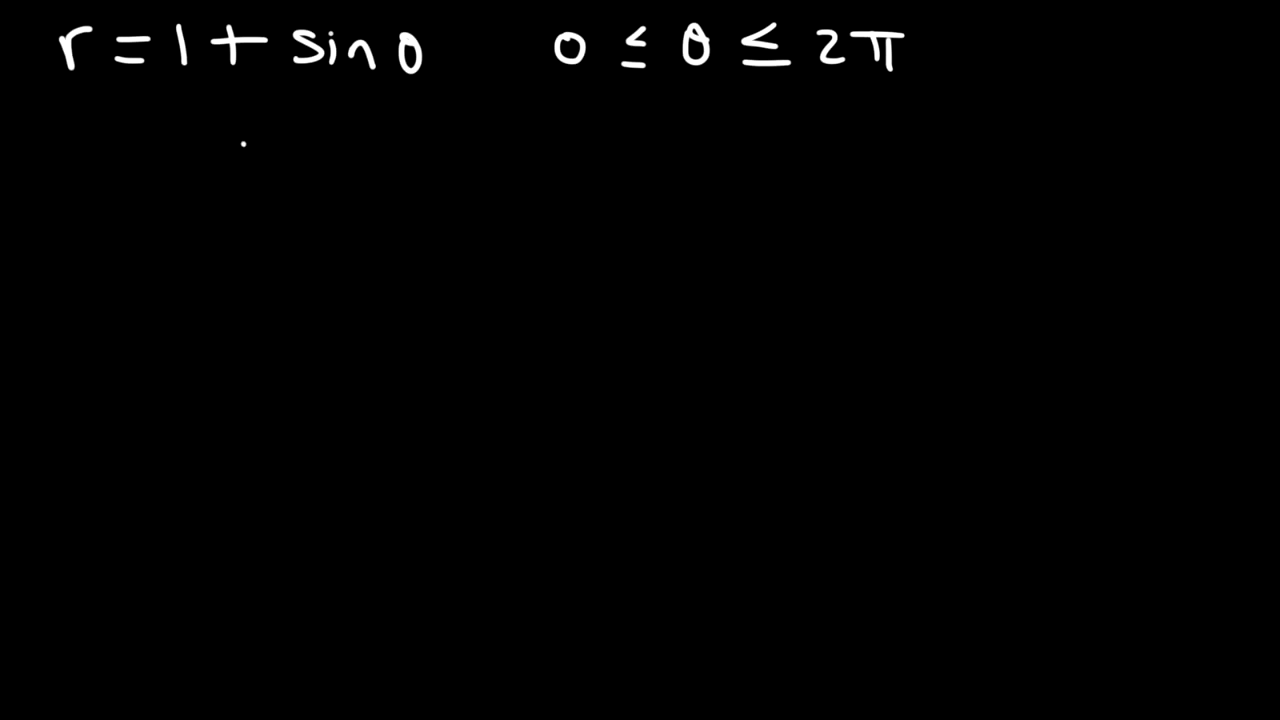 r = 1 + sin θ 0 ≤ θ ≤ 2π